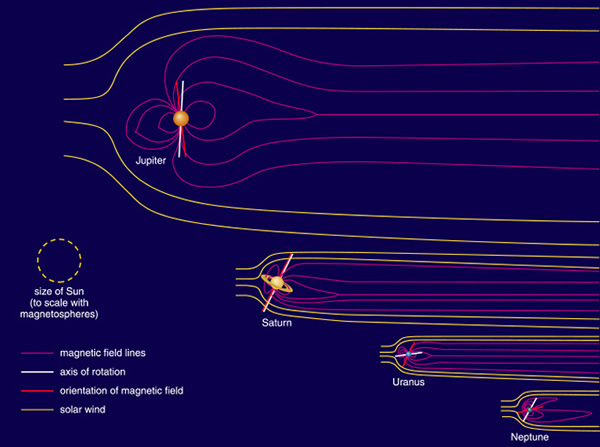 Jupiter
size of Sun
(to scale with
magnetospheres)
Saturn
magnetic field lines
axis of rotation
orientation of magnetic field
solar wind
Uranus
Neptune